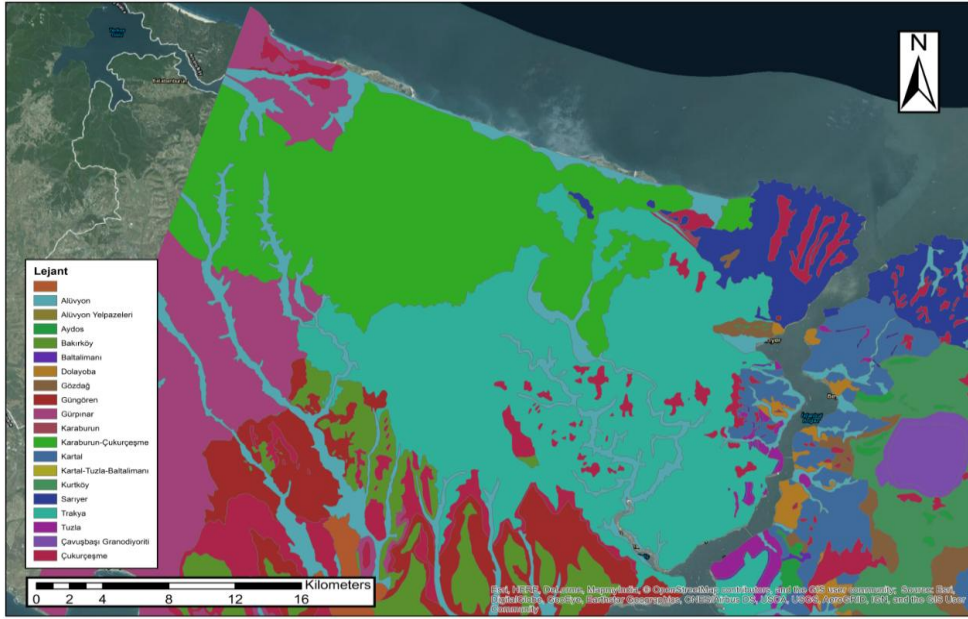 N
Lejant
Alüvyon
Alüvyon Yelpazeleri
Aydos
Bakırköy
Baltalimanı
Dolayoba
Gözdağ
Güngören
Gürpınar
Karaburun
Karaburun-Çukurçeşme
Kartal
Kartal-Tuzla-Baltalimanı
Kurtköy
Sarıyer
Trakya
Tuzla
Çavuşbaşı Granodiyoriti
Çukurçeşme
Kilometers
0 2 4 8 12 16
Esri, HERE, DeLorme, MapmyIndia, © OpenStreetMap contributors, and the GIS user community; Source: Esri,
DigitalGlobe, GeoEye, Earthstar Geographics, CNES/Airbus DS, USDA, USGS, AeroGRID, IGN, and the GIS User
Community